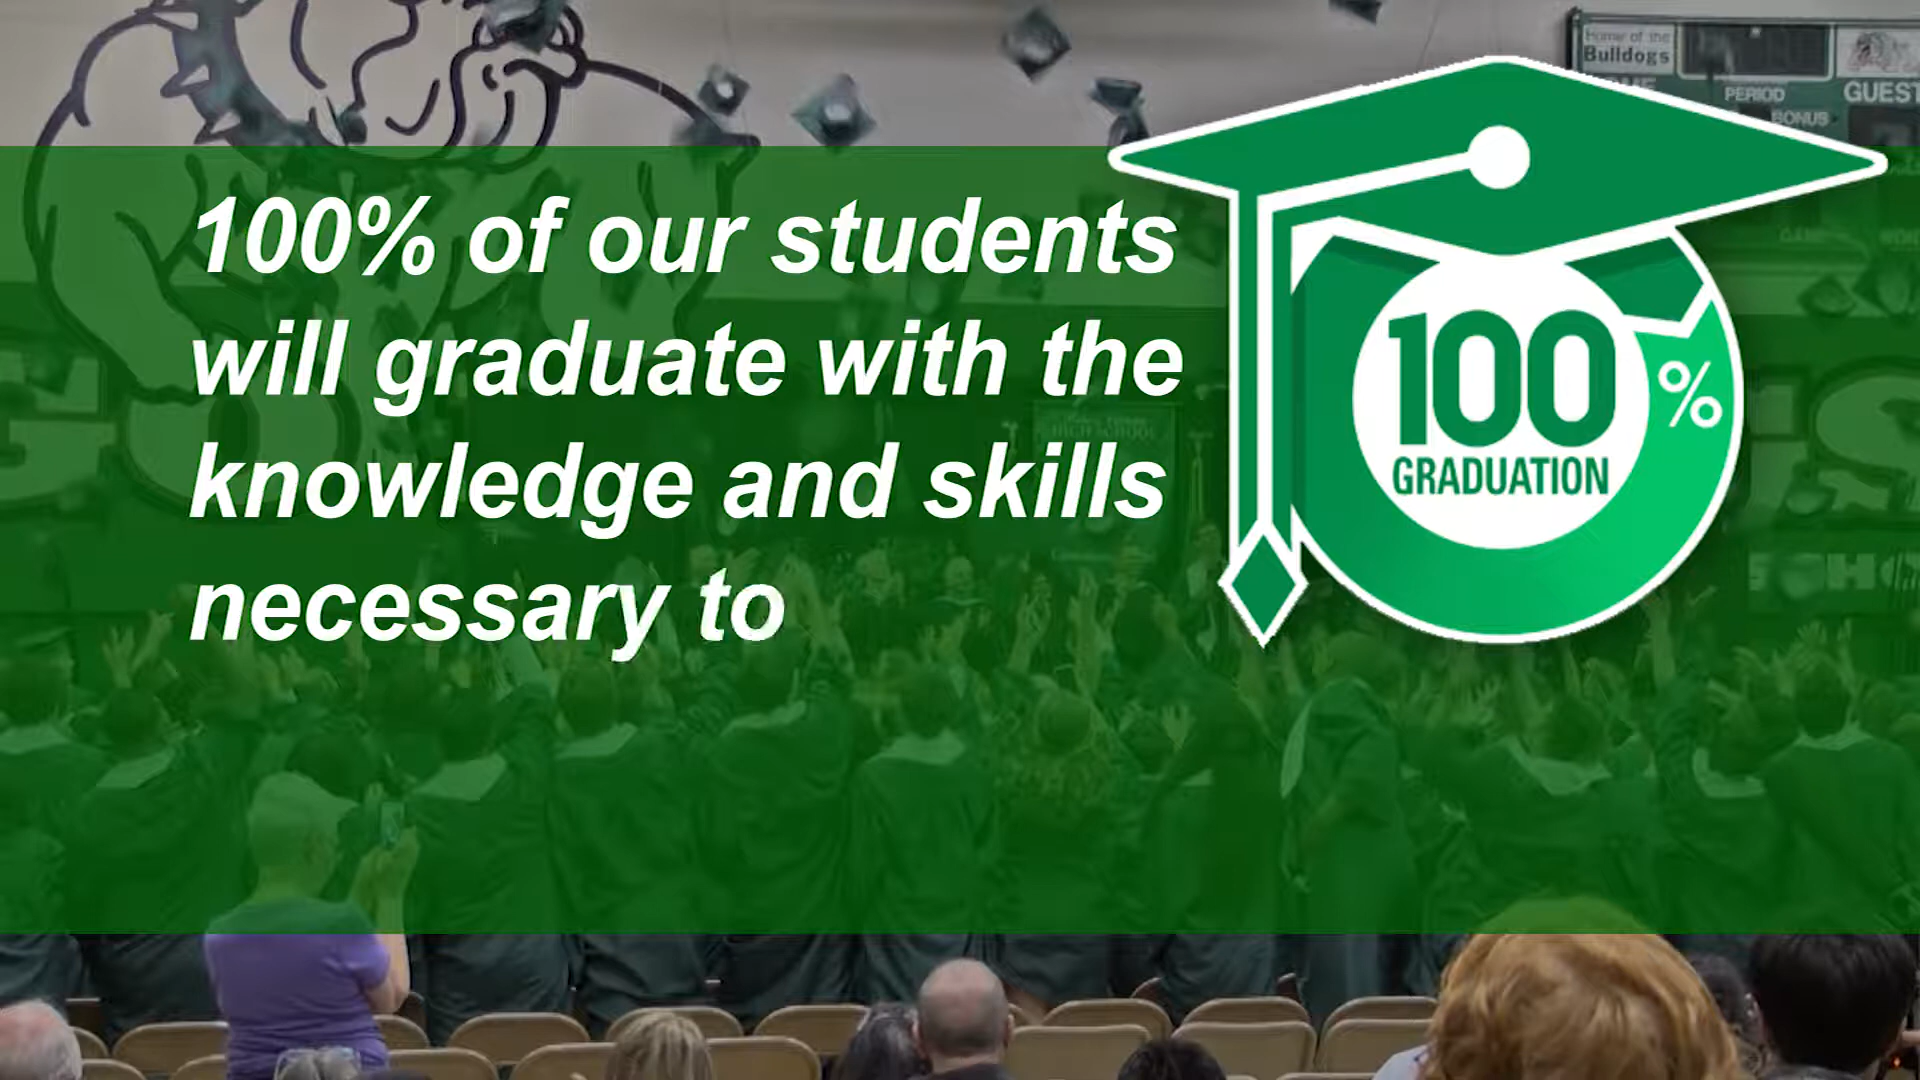 Home of the
Bulldogs
PERIOD
GUEST
BONUS
100% of our students
will graduate with the
knowledge and skills
necessary to
100
%
GRADUATION